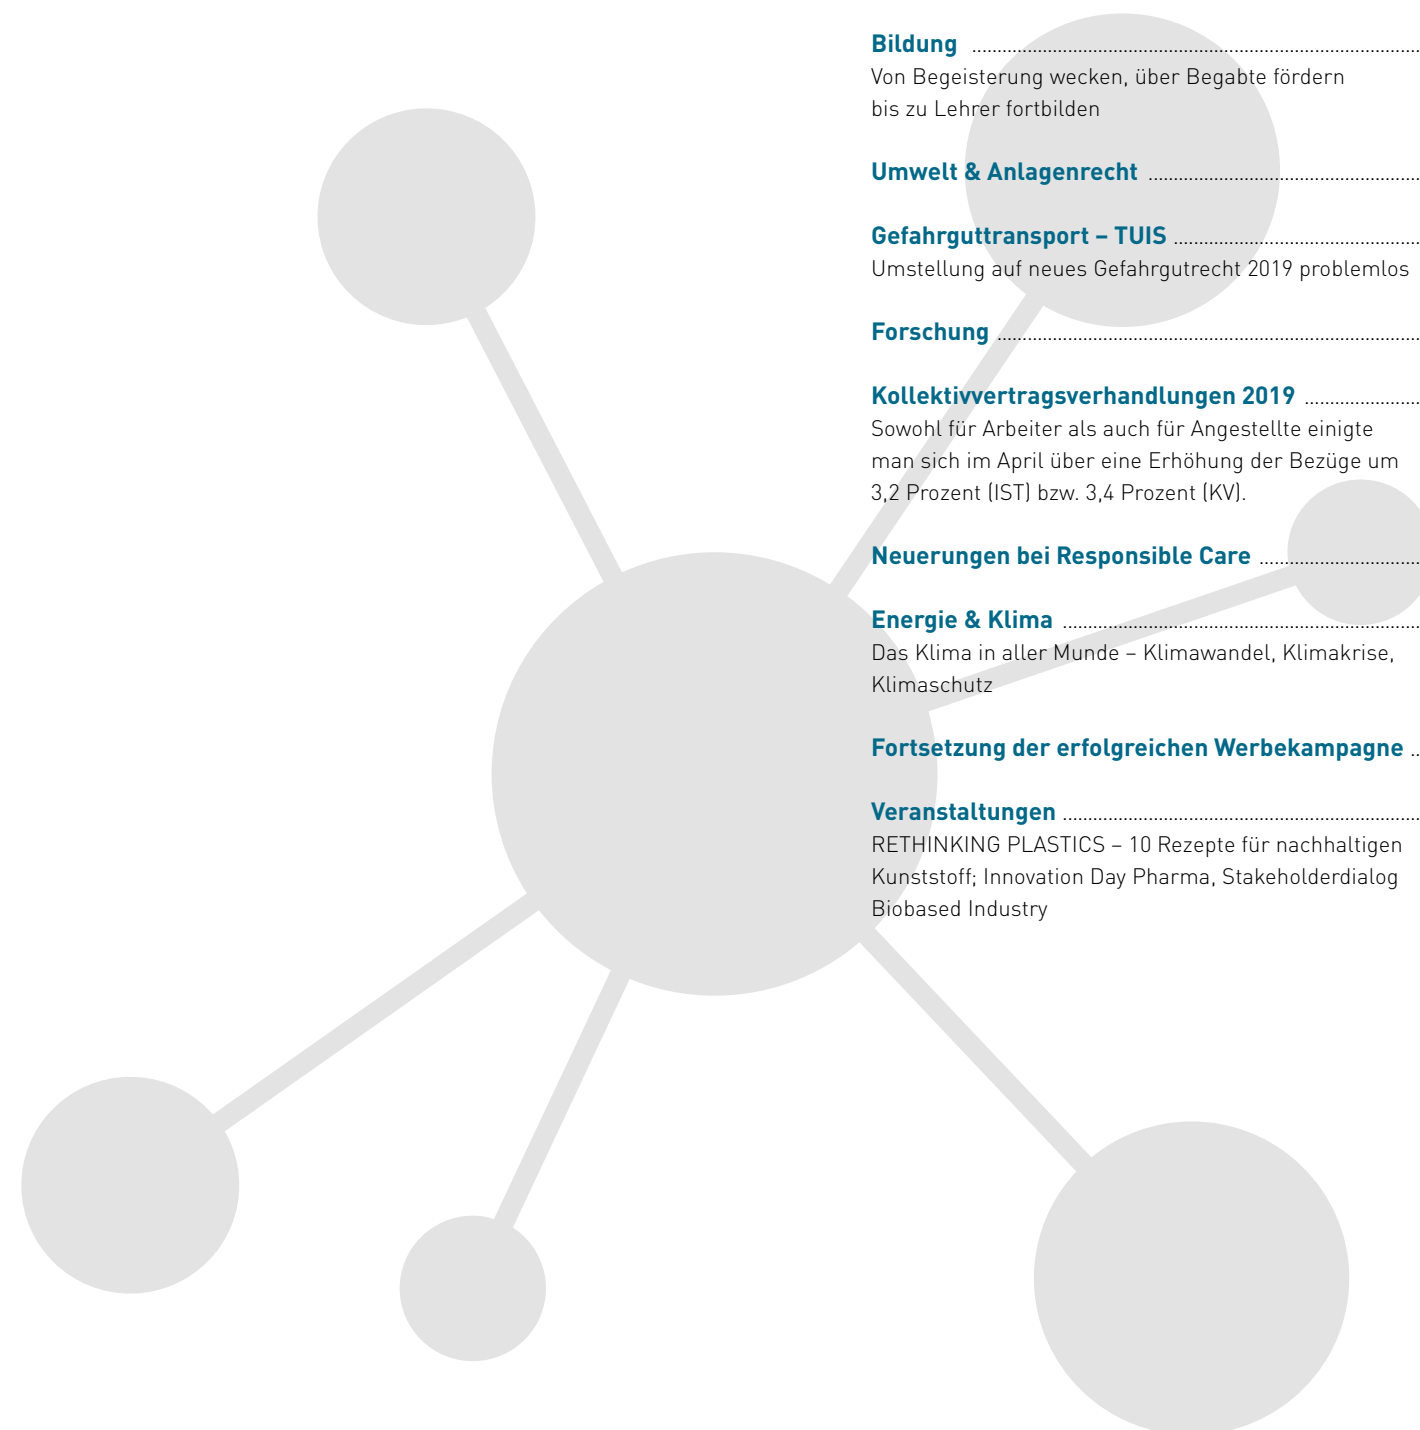 Bildung ........................................................................................................
Von Begeisterung wecken, über Begabte fördern
bis zu Lehrer fortbilden
Umwelt & Anlagenrecht ................................................................
Gefahrguttransport – TUIS ..........................................................
Umstellung auf neues Gefahrgutrecht 2019 problemlos
Forschung ....................................................................................................
Kollektivvertragsverhandlungen 2019 ...........................
Sowohl für Arbeiter als auch für Angestellte einigte
man sich im April über eine Erhöhung der Bezüge um
3,2 Prozent (IST) bzw. 3,4 Prozent (KV).
Neuerungen bei Responsible Care ......................................
Energie & Klima .....................................................................................
Das Klima in aller Munde – Klimawandel, Klimakrise,
Klimaschutz
Fortsetzung der erfolgreichen Werbekampagne ..
Veranstaltungen .....................................................................................
RETHINKING PLASTICS – 10 Rezepte für nachhaltigen
Kunststoff; Innovation Day Pharma, Stakeholderdialog
Biobased Industry